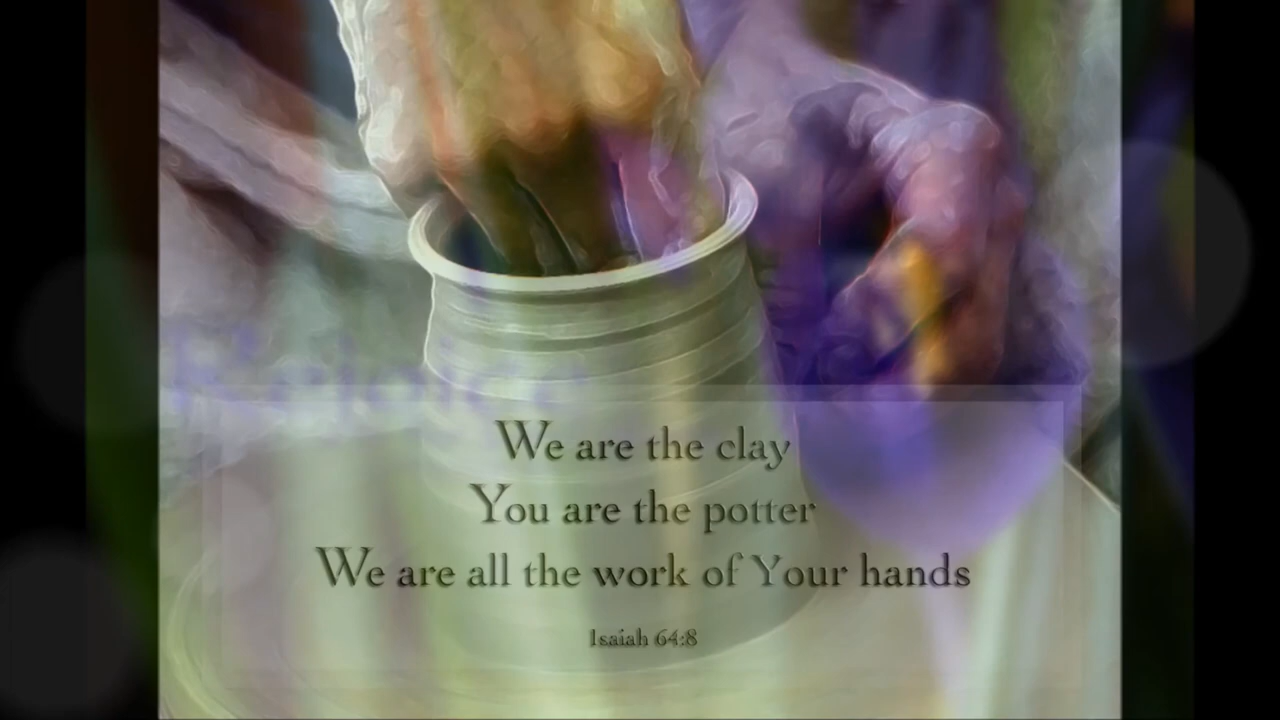 We are the clay
You are the potter
We are all the work of Your hands
Isaiah 64:8